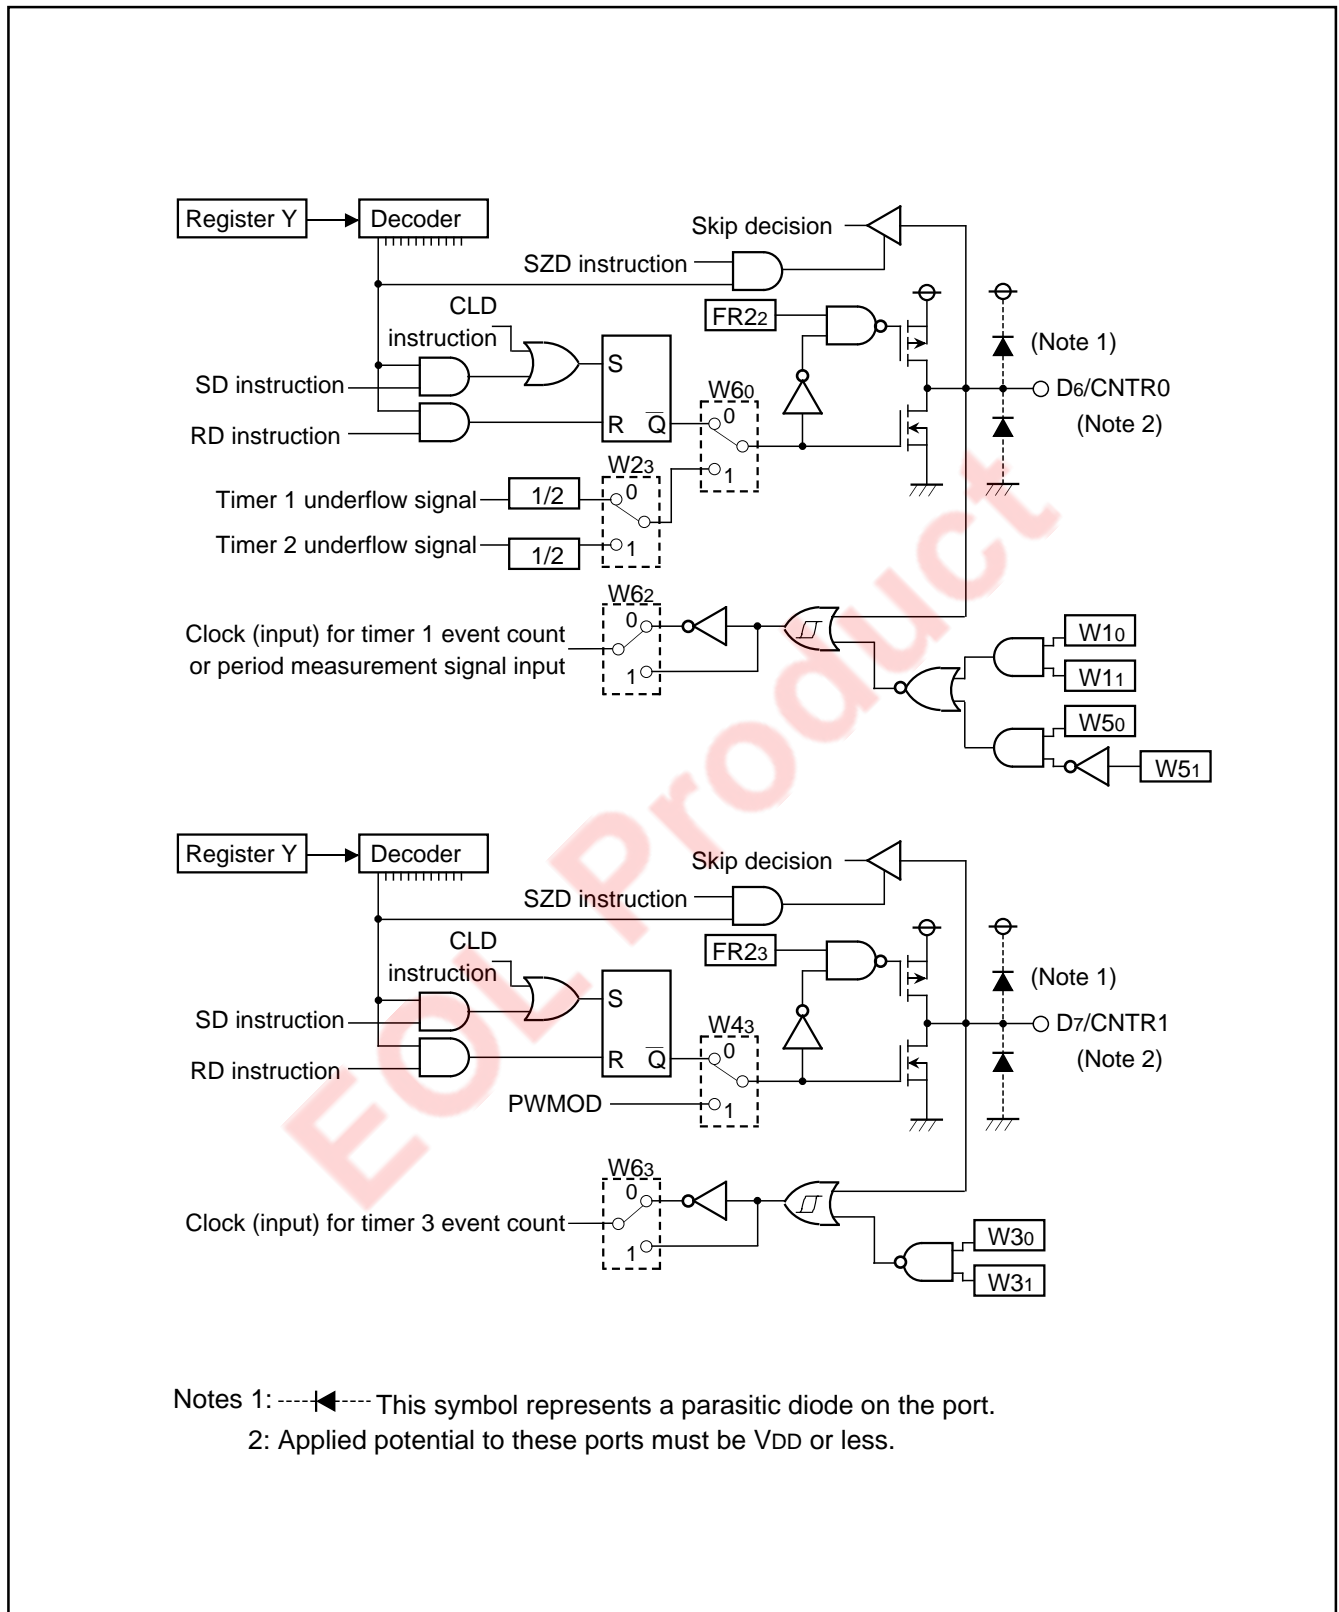 Register Y
Decoder
Skip decision
SZD instruction
CLD
instruction
FR22
S
(Note 1)
SD instruction
W60
0
D6/CNTR0
RD instruction
R
Q
1
(Note 2)
W23
Timer 1 underflow signal
1/2
0
Timer 2 underflow signal
1/2
1
W62
0
Clock (input) for timer 1 event count
or period measurement signal input
1
W10
W11
W50
W51
Register Y
Decoder
Skip decision
SZD instruction
CLD
instruction
FR23
S
(Note 1)
SD instruction
W43
0
D7/CNTR1
RD instruction
R
Q
(Note 2)
PWMOD
1
W63
0
Clock (input) for timer 3 event count
1
W30
W31
EOL Product
Notes 1: This symbol represents a parasitic diode on the port.
2: Applied potential to these ports must be VDD or less.